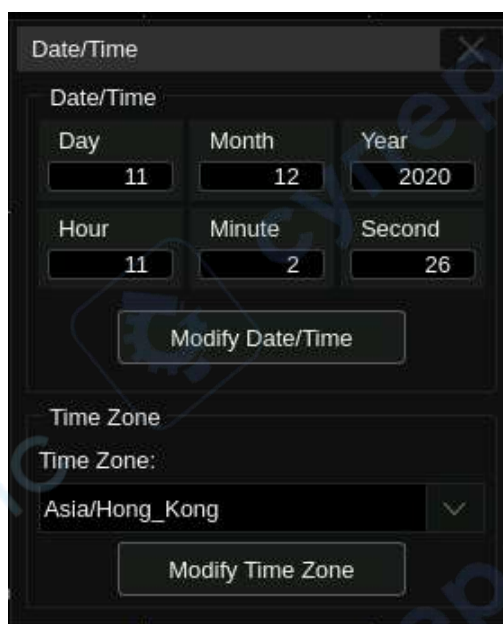 Date/Time
Date/Time
Day Month Year
11 12 2020
Hour Minute Second
11 2 26
Modify Date/Time
Time Zone
Time Zone:
Asia/Hong_Kong
Modify Time Zone